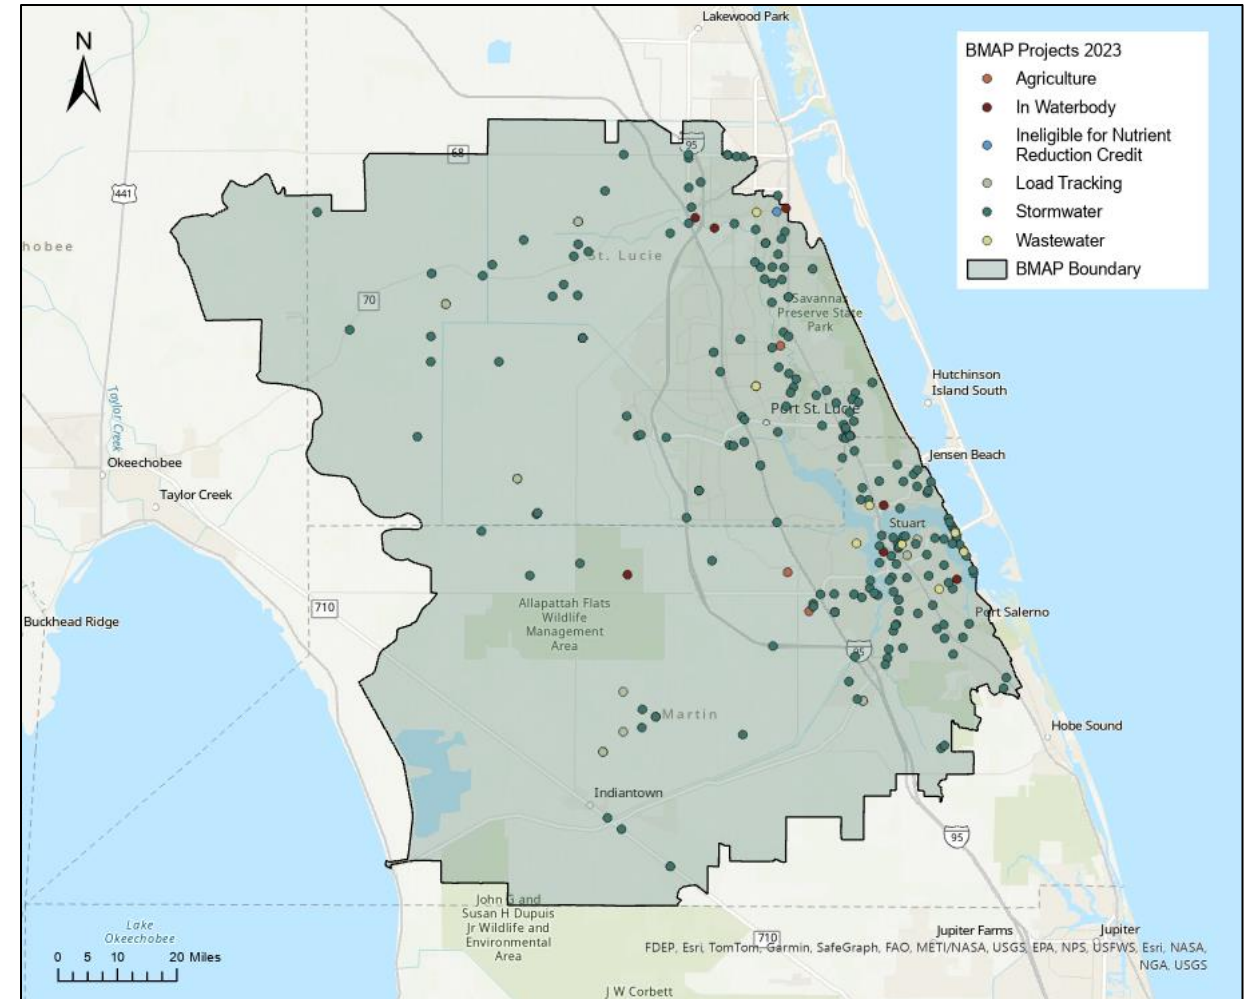 Lakewood Park
N
BMAP Projects 2023
Agriculture
In Waterbody
Ineligible for Nutrient
Reduction Credit
Load Tracking
Stormwater
Wastewater
BMAP Boundary
68
95
441
hobee
St. Lucie
70
Savannas
Preserve State
Park
Hutchinson
Island South
Taylor Creek
Port St. Lucie
Jensen Beach
Okeechobee
Taylor Creek
Stuart
710
Allapattah Flats
Wildlife
Management
Area
Port Salerno
Buckhead Ridge
95
Martin
Hobe Sound
Indiantown
95
John G and
Susan H Dupuis
Jr Wildlife and
Environmental
Area
Lake
Okeechobee
Jupiter Farms
Jupiter
710
FDEP, Esri, TomTom, Garmin, SafeGraph, FAO, METI/NASA, USGS, EPA, NPS, USFWS, Esri, NASA,
NGA, USGS
0 5 10 20 Miles
J W Corbett